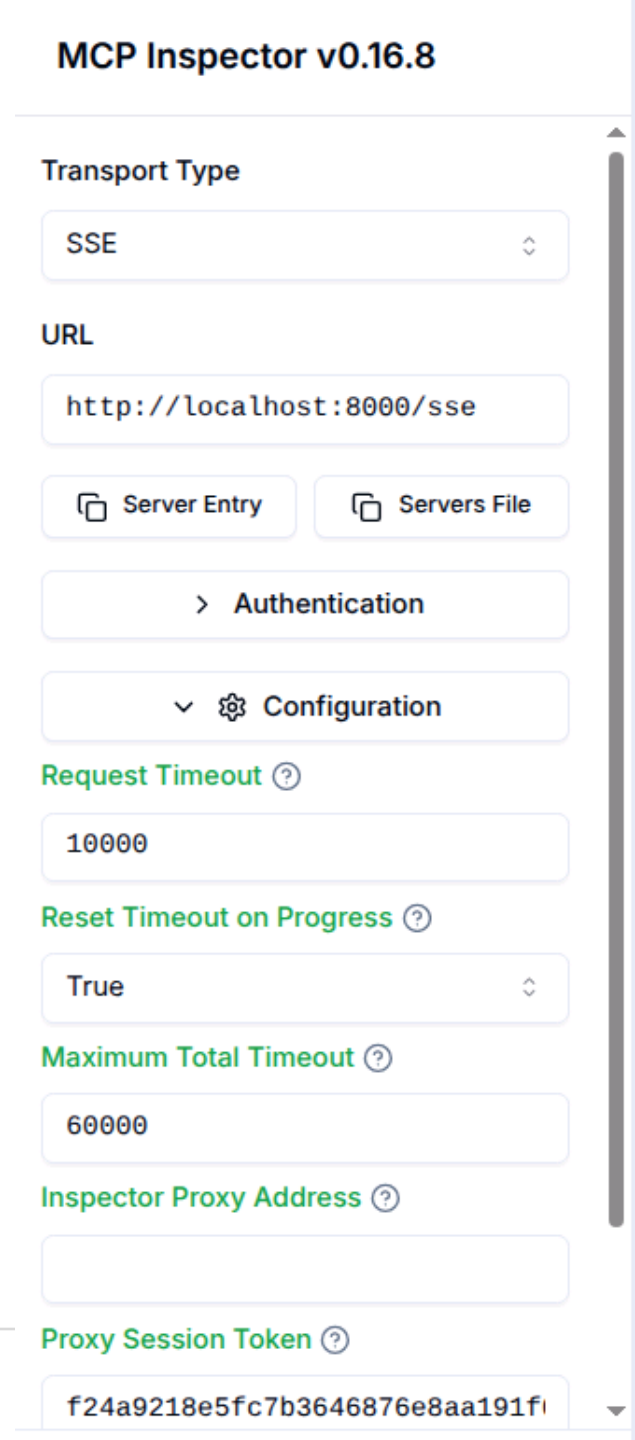 MCP Inspector v0.16.8
Transport Type
SSE
URL
http://localhost:8000/sse
Server Entry
Servers File
Authentication
Configuration
Request Timeout
10000
Reset Timeout on Progress
True
Maximum Total Timeout
60000
Inspector Proxy Address
Proxy Session Token
f24a9218e5fc7b3646876e8aa191f